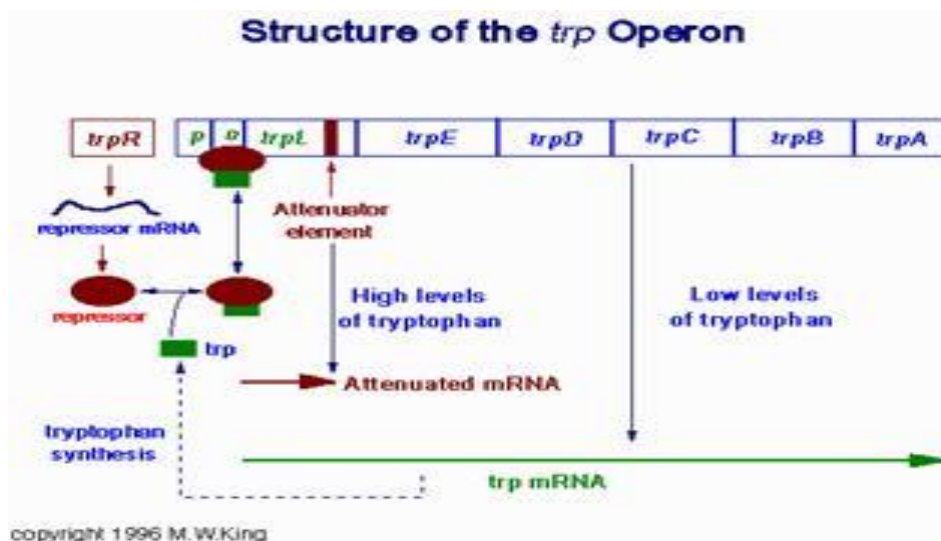 Structure of the trp Operon
trpR
p o trpL trpE trpD trpC trpB trpA
repressor mRNA
Attenuator
element
repressor
High levels
of tryptophan
Low levels
of tryptophan
trp
Attenuated mRNA
tryptophan
synthesis
trp mRNA
copyright 1996 M.W.King